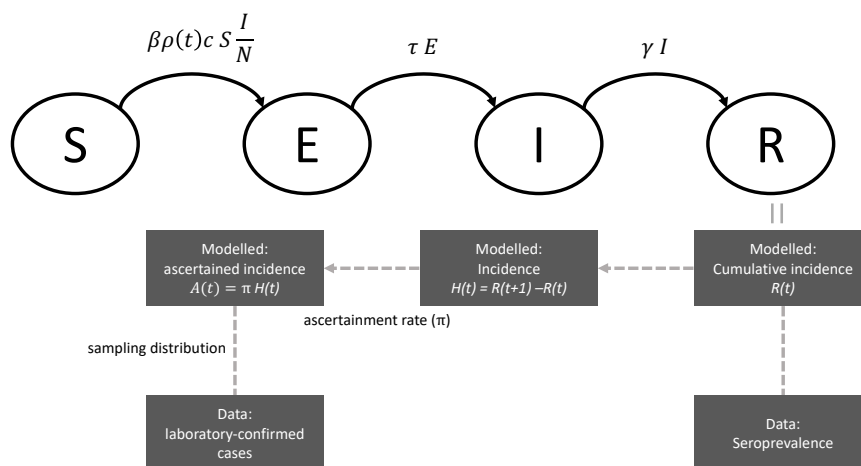 βρ(t)c S I/N
τ E
γ I
S
E
I
R
Modelled:
ascertained incidence
A(t) = π H(t)
Modelled:
Incidence
H(t) = R(t+1) –R(t)
Modelled:
Cumulative incidence
R(t)
ascertainment rate (π)
sampling distribution
Data:
laboratory-confirmed
cases
Data:
Seroprevalence